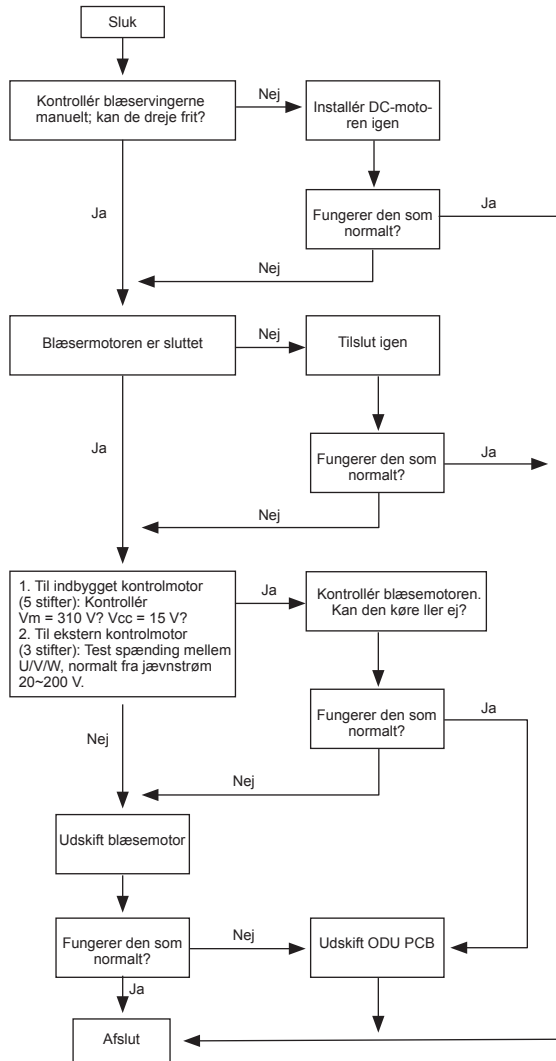 Sluk
Kontrollér blæservingerne
manuelt; kan de dreje frit?
Nej
Installér DC-moto-
ren igen
Ja
Fungerer den som
normalt?
Ja
Nej
Blæsermotoren er sluttet
Nej
Tilslut igen
Ja
Fungerer den som
normalt?
Ja
Nej
1. Til indbygget kontrolmotor
(5 stifter): Kontrollér
Vm = 310 V? Vcc = 15 V?
2. Til ekstern kontrolmotor
(3 stifter): Test spænding mellem
U/V/W, normalt fra jævnstrøm
20~200 V.
Ja
Kontrollér blæsemotoren.
Kan den køre ller ej?
Nej
Fungerer den som
normalt?
Ja
Nej
Udskift blæsemotor
Fungerer den som
normalt?
Nej
Udskift ODU PCB
Ja
Afslut